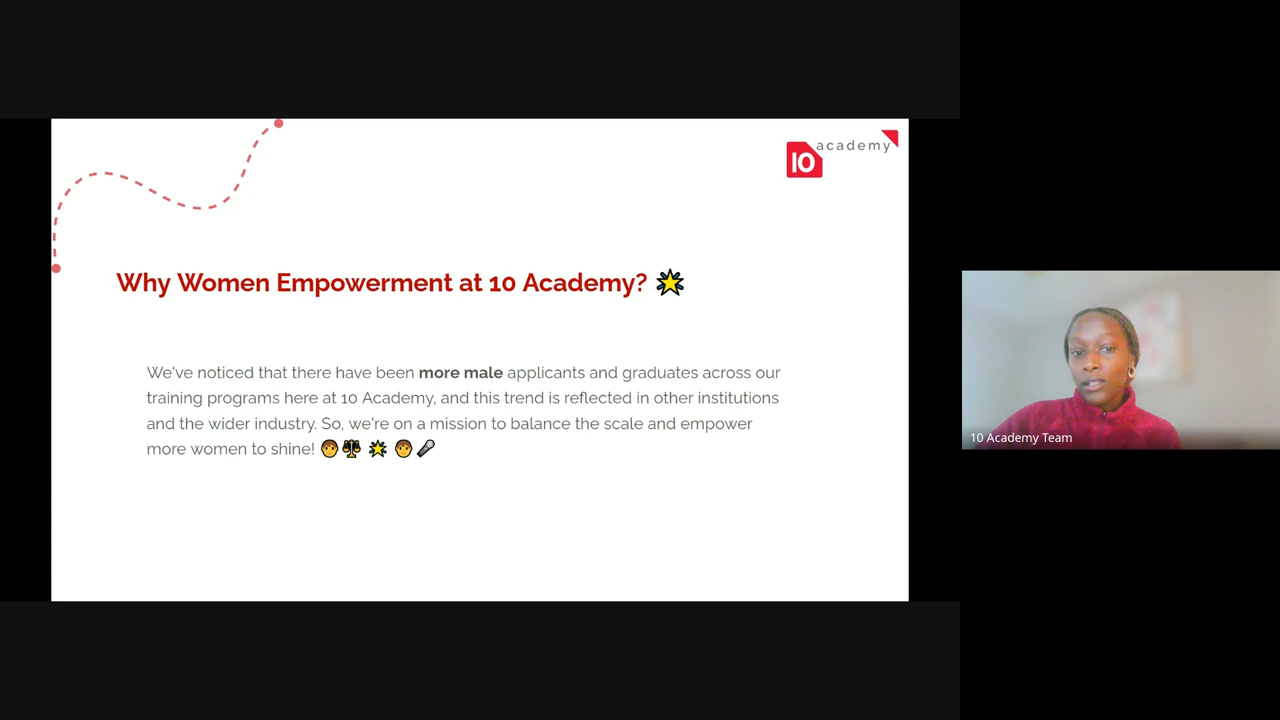 10 academy
Why Women Empowerment at 10 Academy? 🌟
We've noticed that there have been more male applicants and graduates across our
training programs here at 10 Academy, and this trend is reflected in other institutions
and the wider industry. So, we're on a mission to balance the scale and empower
more women to shine! 🧑⚖️ 🌟 🧑🎤
10 Academy Team